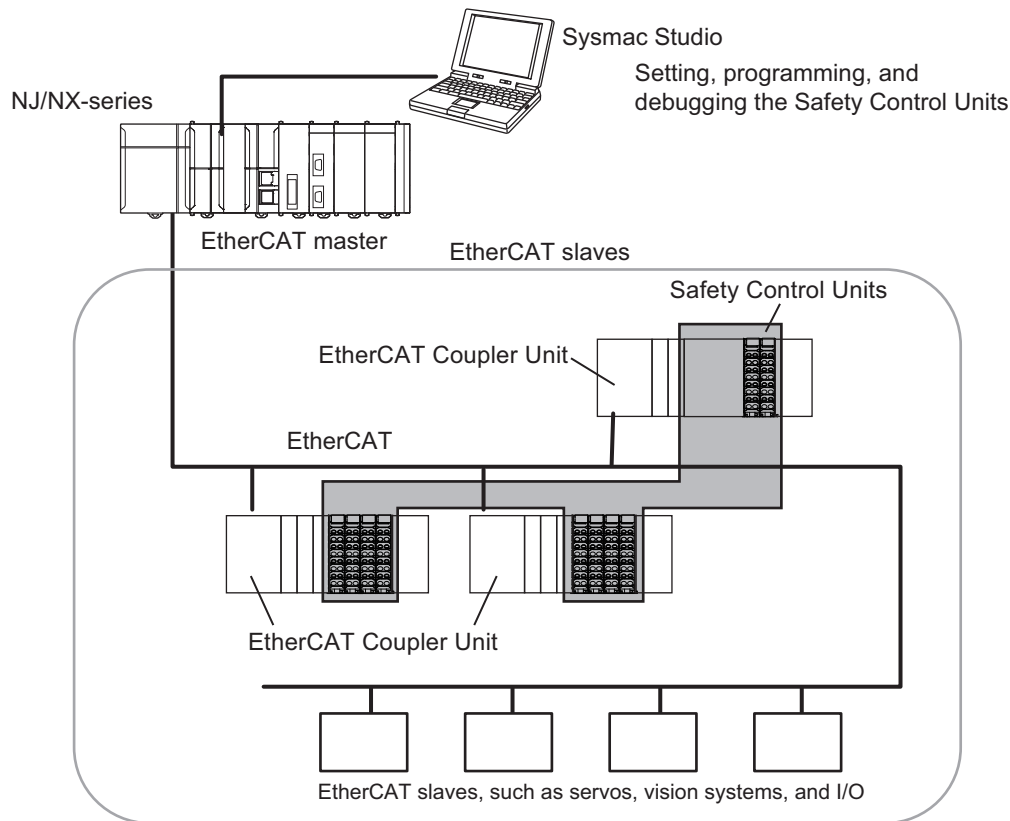 Sysmac Studio
Setting, programming, and
debugging the Safety Control Units
NJ/NX-series
EtherCAT master
EtherCAT slaves
Safety Control Units
EtherCAT Coupler Unit
EtherCAT
EtherCAT Coupler Unit
EtherCAT slaves, such as servos, vision systems, and I/O